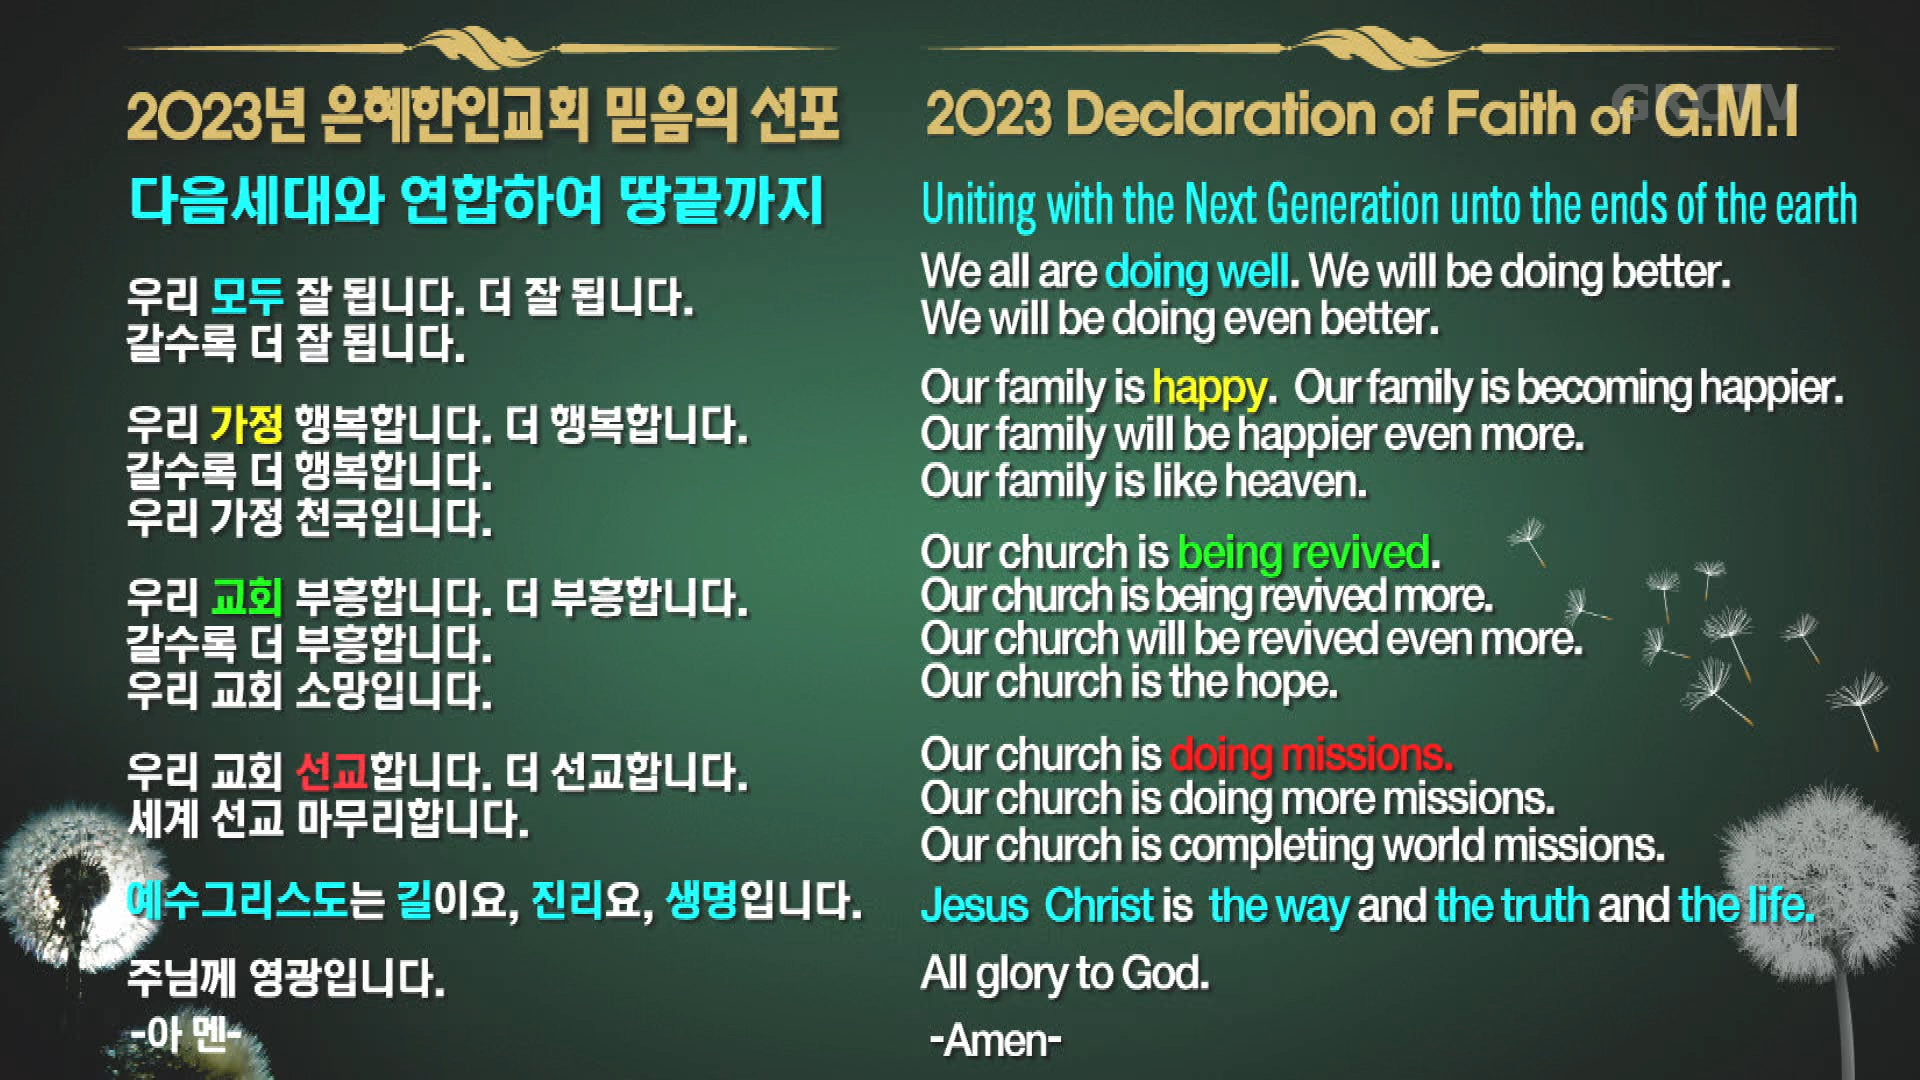 2023년 은혜한인교회 믿음의 선포
다음세대와 연합하여 땅끝까지
우리 모두 잘 됩니다. 더 잘 됩니다.
갈수록 더 잘 됩니다.
우리 가정 행복합니다. 더 행복합니다.
갈수록 더 행복합니다.
우리 가정 천국입니다.
우리 교회 부흥합니다. 더 부흥합니다.
갈수록 더 부흥합니다.
우리 교회 소망입니다.
우리 교회 선교합니다. 더 선교합니다.
세계 선교 마무리합니다.
예수그리스도는 길이요, 진리요, 생명입니다.
주님께 영광입니다.
-아 멘-
2023 Declaration of Faith of G.M.I
GKCTV
Uniting with the Next Generation unto the ends of the earth
We all are doing well. We will be doing better.
We will be doing even better.
Our family is happy. Our family is becoming happier.
Our family will be happier even more.
Our family is like heaven.
Our church is being revived.
Our church is being revived more.
Our church will be revived even more.
Our church is the hope.
Our church is doing missions.
Our church is doing more missions.
Our church is completing world missions.
Jesus Christ is the way and the truth and the life.
All glory to God.
-Amen-